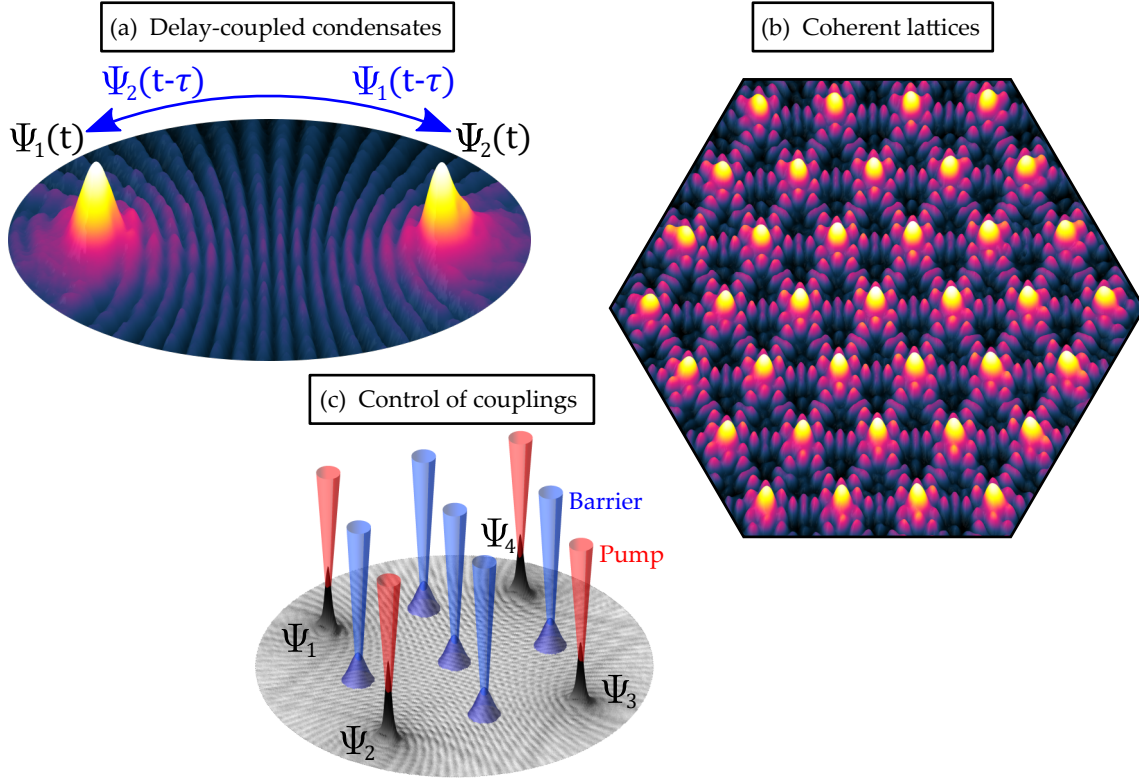 (a) Delay-coupled condensates
Ψ₂(t-τ) Ψ₁(t-τ)
Ψ₁(t) Ψ₂(t)
(b) Coherent lattices
(c) Control of couplings
Barrier
Ψ₄
Pump
Ψ₁
Ψ₃
Ψ₂